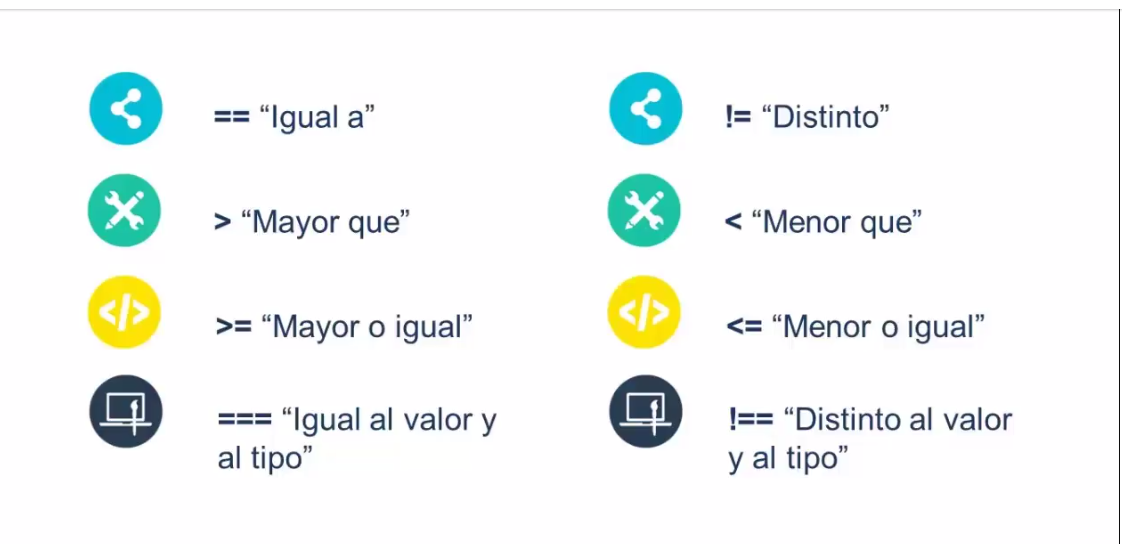 == “Igual a”
!= “Distinto”
> “Mayor que”
< “Menor que”
>= “Mayor o igual”
<= “Menor o igual”
=== “Igual al valor y
al tipo”
!== “Distinto al valor
y al tipo”